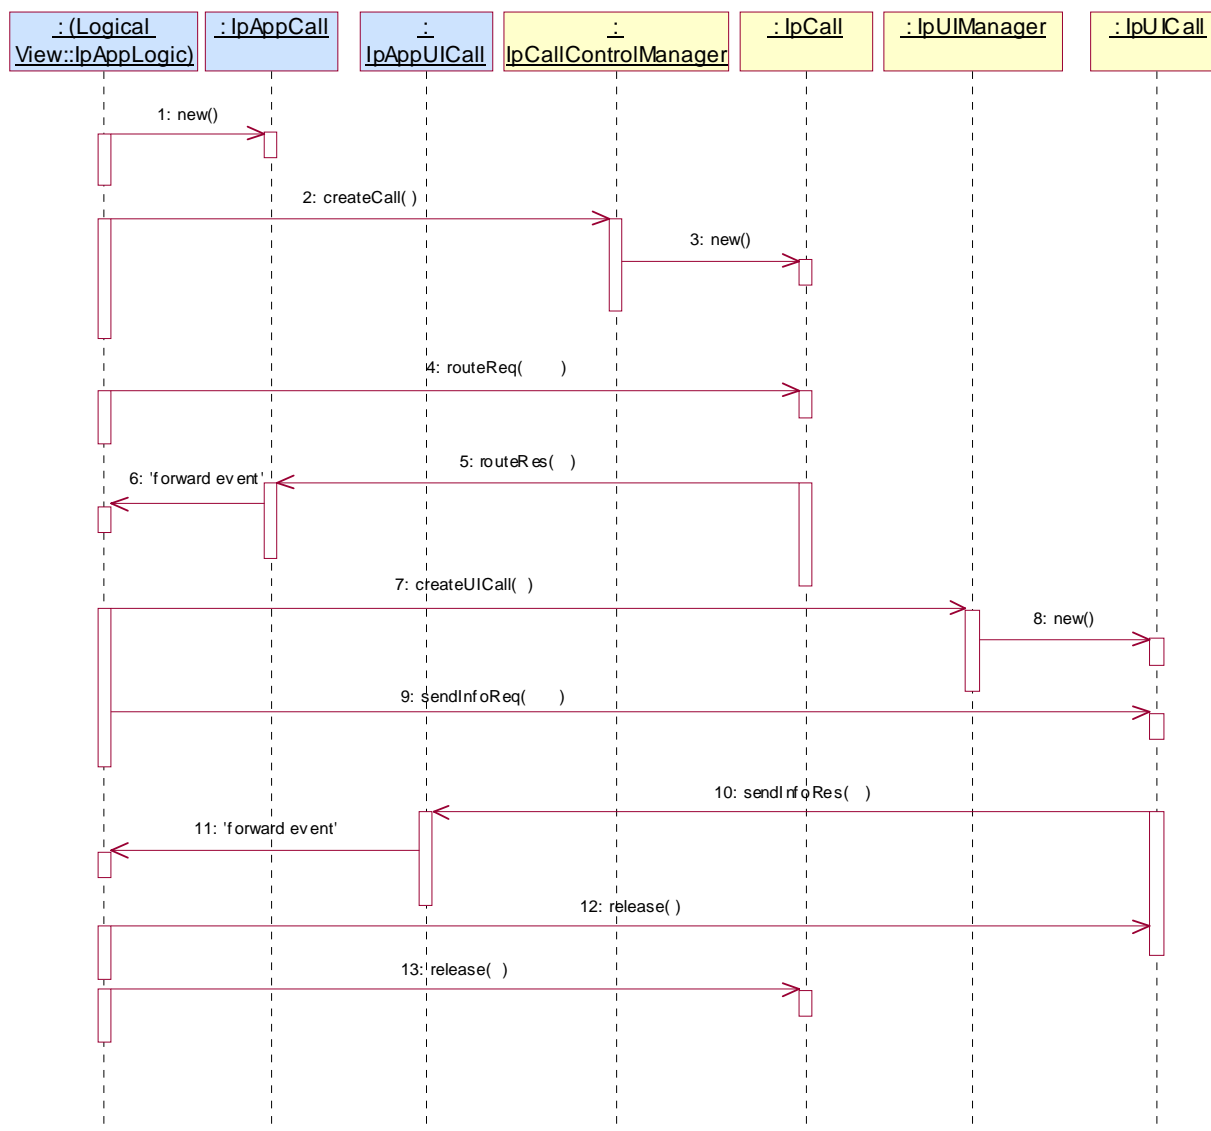 : (Logical
View::IpAppLogic)
: IpAppCall
:
IpAppUICall
:
IpCallControlManager
: IpCall
: IpUIManager
: IpUICall
1: new()
2: createCall( )
3: new()
4: routeReq( )
5: routeRes( )
6: 'forward event'
7: createUICall( )
8: new()
9: sendInfoReq( )
10: sendInfoRes( )
11: 'forward event'
12: release( )
13: release( )